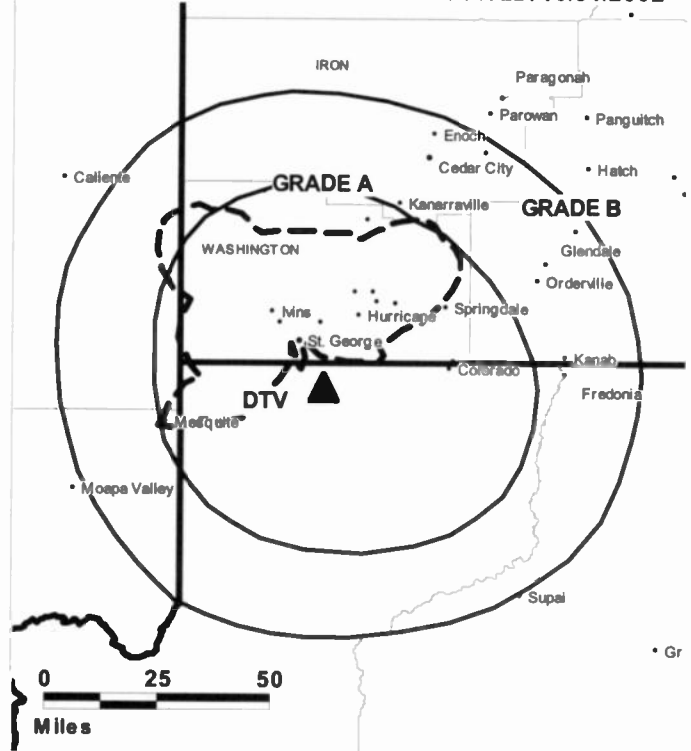 IRON
Paragonah
Parowan
Panguitch
Enoch
Cedar City
Hatch
Caliente
GRADE A
Kanarraville
GRADE B
WASHINGTON
Glendale
Orderville
Ivins
Hurricane
Springdale
St. George
Kanab
Colorado
DTV
Fredonia
Mesquite
Moapa Valley
Supai
Gr
0 25 50
Miles